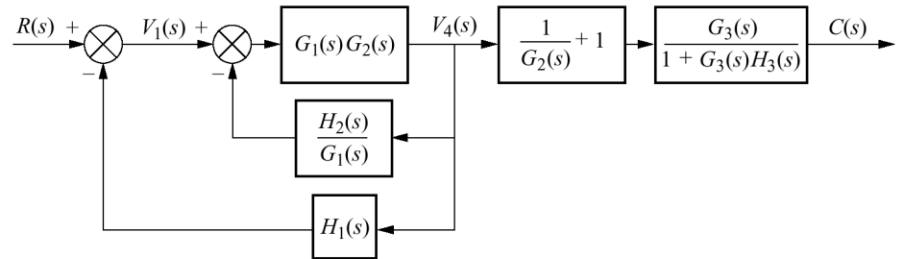 R(s) + V₁(s) + G₁(s)G₂(s) V₄(s) 1/G₂(s) + 1 G₃(s)/(1 + G₃(s)H₃(s)) C(s)
− −
H₂(s)/G₁(s)
H₁(s)